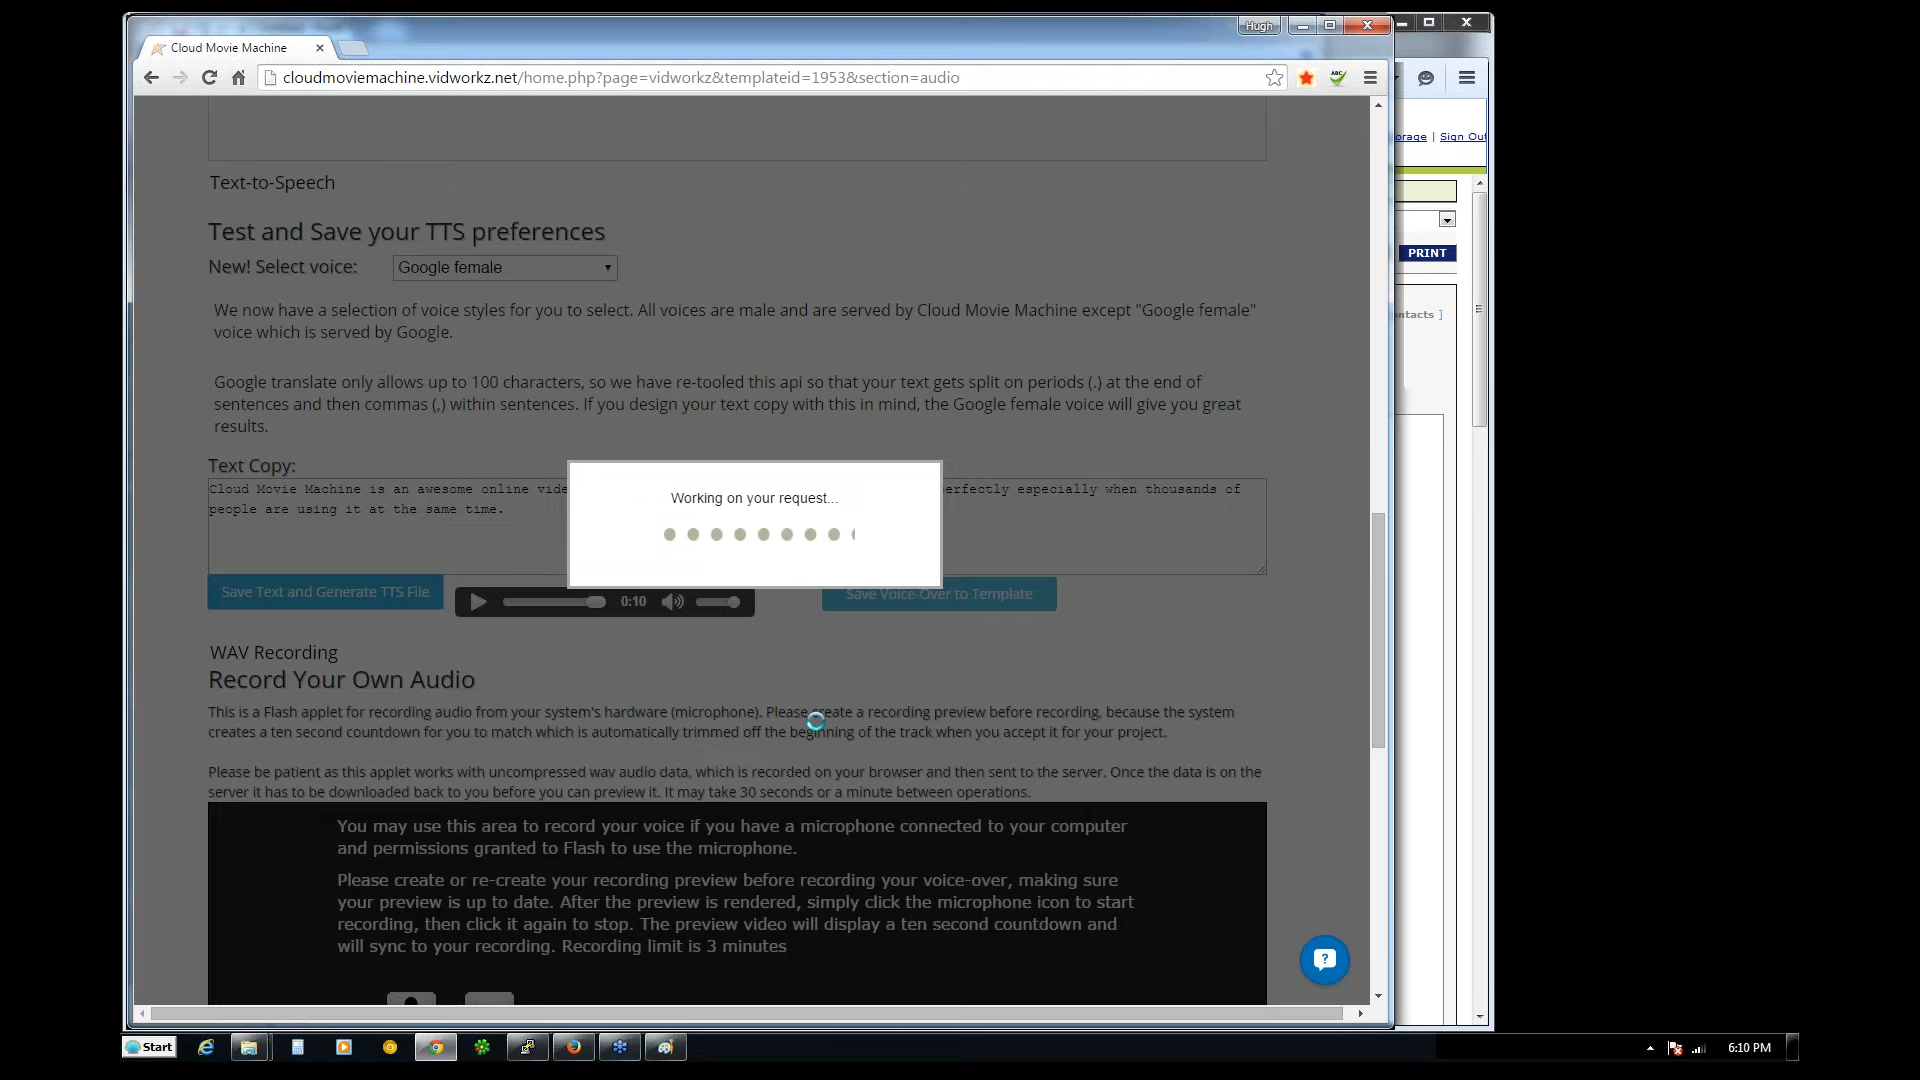 Hugh
Cloud Movie Machine
cloudmoviemachine.vidworkz.net/home.php?page=vidworkz&templateid=1953&section=audio
ABC
Sign Out
PRINT
Text-to-Speech
Test and Save your TTS preferences
New! Select voice:
Google female
We now have a selection of voice styles for you to select. All voices are male and are served by Cloud Movie Machine except "Google female"
voice which is served by Google.
Google translate only allows up to 100 characters, so we have re-tooled this api so that your text gets split on periods (.) at the end of
sentences and then commas (,) within sentences. If you design your text copy with this in mind, the Google female voice will give you great
results.
Text Copy:
Cloud Movie Machine is an awesome online especially when thousands of
people are using it at the same time.
Working on your request...
Save Text and Generate TTS File
0:10
Save Voice-Over to Template
WAV Recording
Record Your Own Audio
This is a Flash applet for recording audio from your system's hardware (microphone). Please create a recording preview before recording, because the system
creates a ten second countdown for you to match which is automatically trimmed off the beginning of the track when you accept it for your project.
Please be patient as this applet works with uncompressed wav audio data, which is recorded on your browser and then sent to the server. Once the data is on the
server it has to be downloaded back to you before you can preview it. It may take 30 seconds or a minute between operations.
You may use this area to record your voice if you have a microphone connected to your computer
and permissions granted to Flash to use the microphone.
Please create or re-create your recording preview before recording your voice-over, making sure
your preview is up to date. After the preview is rendered, simply click the microphone icon to start
recording, then click it again to stop. The preview video will display a ten second countdown and
will sync to your recording. Recording limit is 3 minutes
Start
6:10 PM